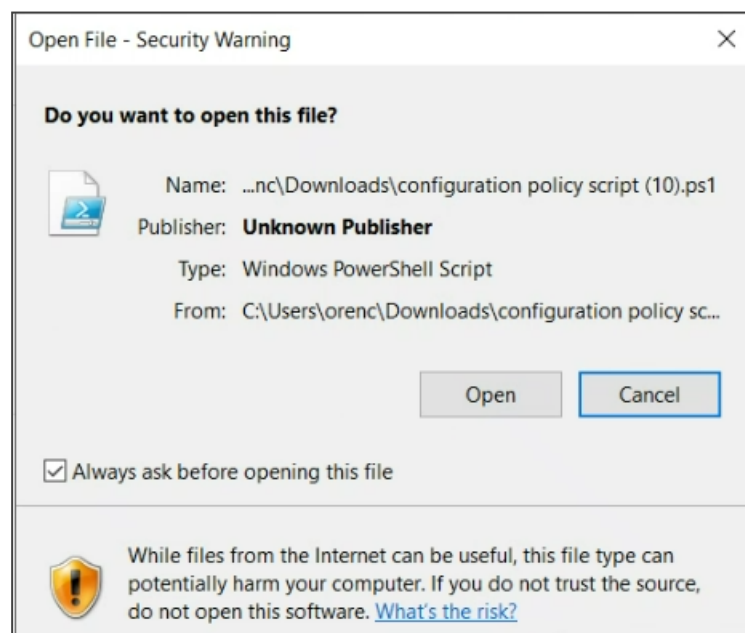 Open File - Security Warning
Do you want to open this file?
Name: ...nc\Downloads\configuration policy script (10).ps1
Publisher: Unknown Publisher
Type: Windows PowerShell Script
From: C:\Users\orenc\Downloads\configuration policy sc...
Open Cancel
Always ask before opening this file
While files from the Internet can be useful, this file type can
potentially harm your computer. If you do not trust the source,
do not open this software. What's the risk?